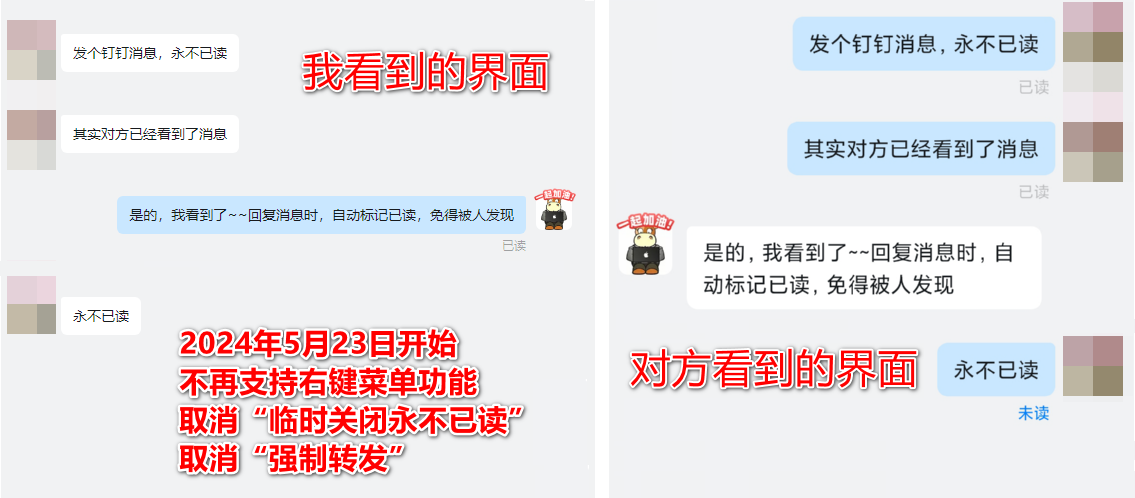 我看到的界面
发个钉钉消息，永不已读
其实对方已经看到了消息
一起加油!
是的，我看到了~~回复消息时，自动标记已读，免得被人发现
已读
永不已读
2024年5月23日开始
不再支持右键菜单功能
取消“临时关闭永不已读”
取消“强制转发”
发个钉钉消息，永不已读
已读
其实对方已经看到了消息
已读
一起加油!
是的，我看到了~~回复消息时，自
动标记已读，免得被人发现
对方看到的界面
永不已读
未读